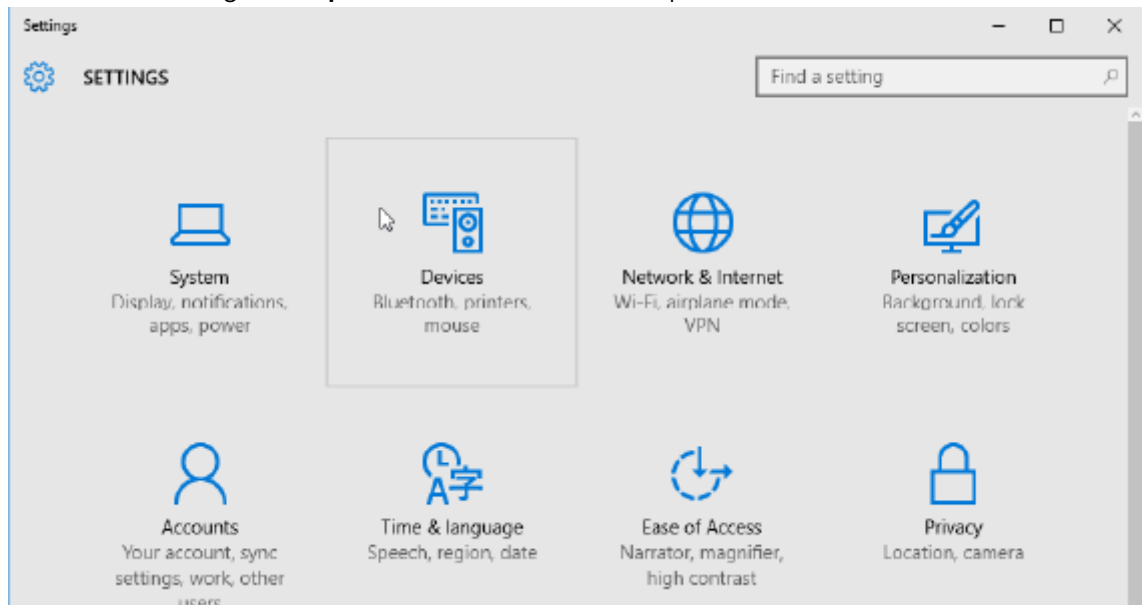 Settings
SETTINGS
Find a setting
System
Display, notifications,
apps, power
Devices
Bluetooth, printers,
mouse
Network & Internet
Wi-Fi, airplane mode,
VPN
Personalization
Background, lock
screen, colors
Accounts
Your account, sync
settings, work, other
users
Time & language
Speech, region, date
Ease of Access
Narrator, magnifier,
high contrast
Privacy
Location, camera